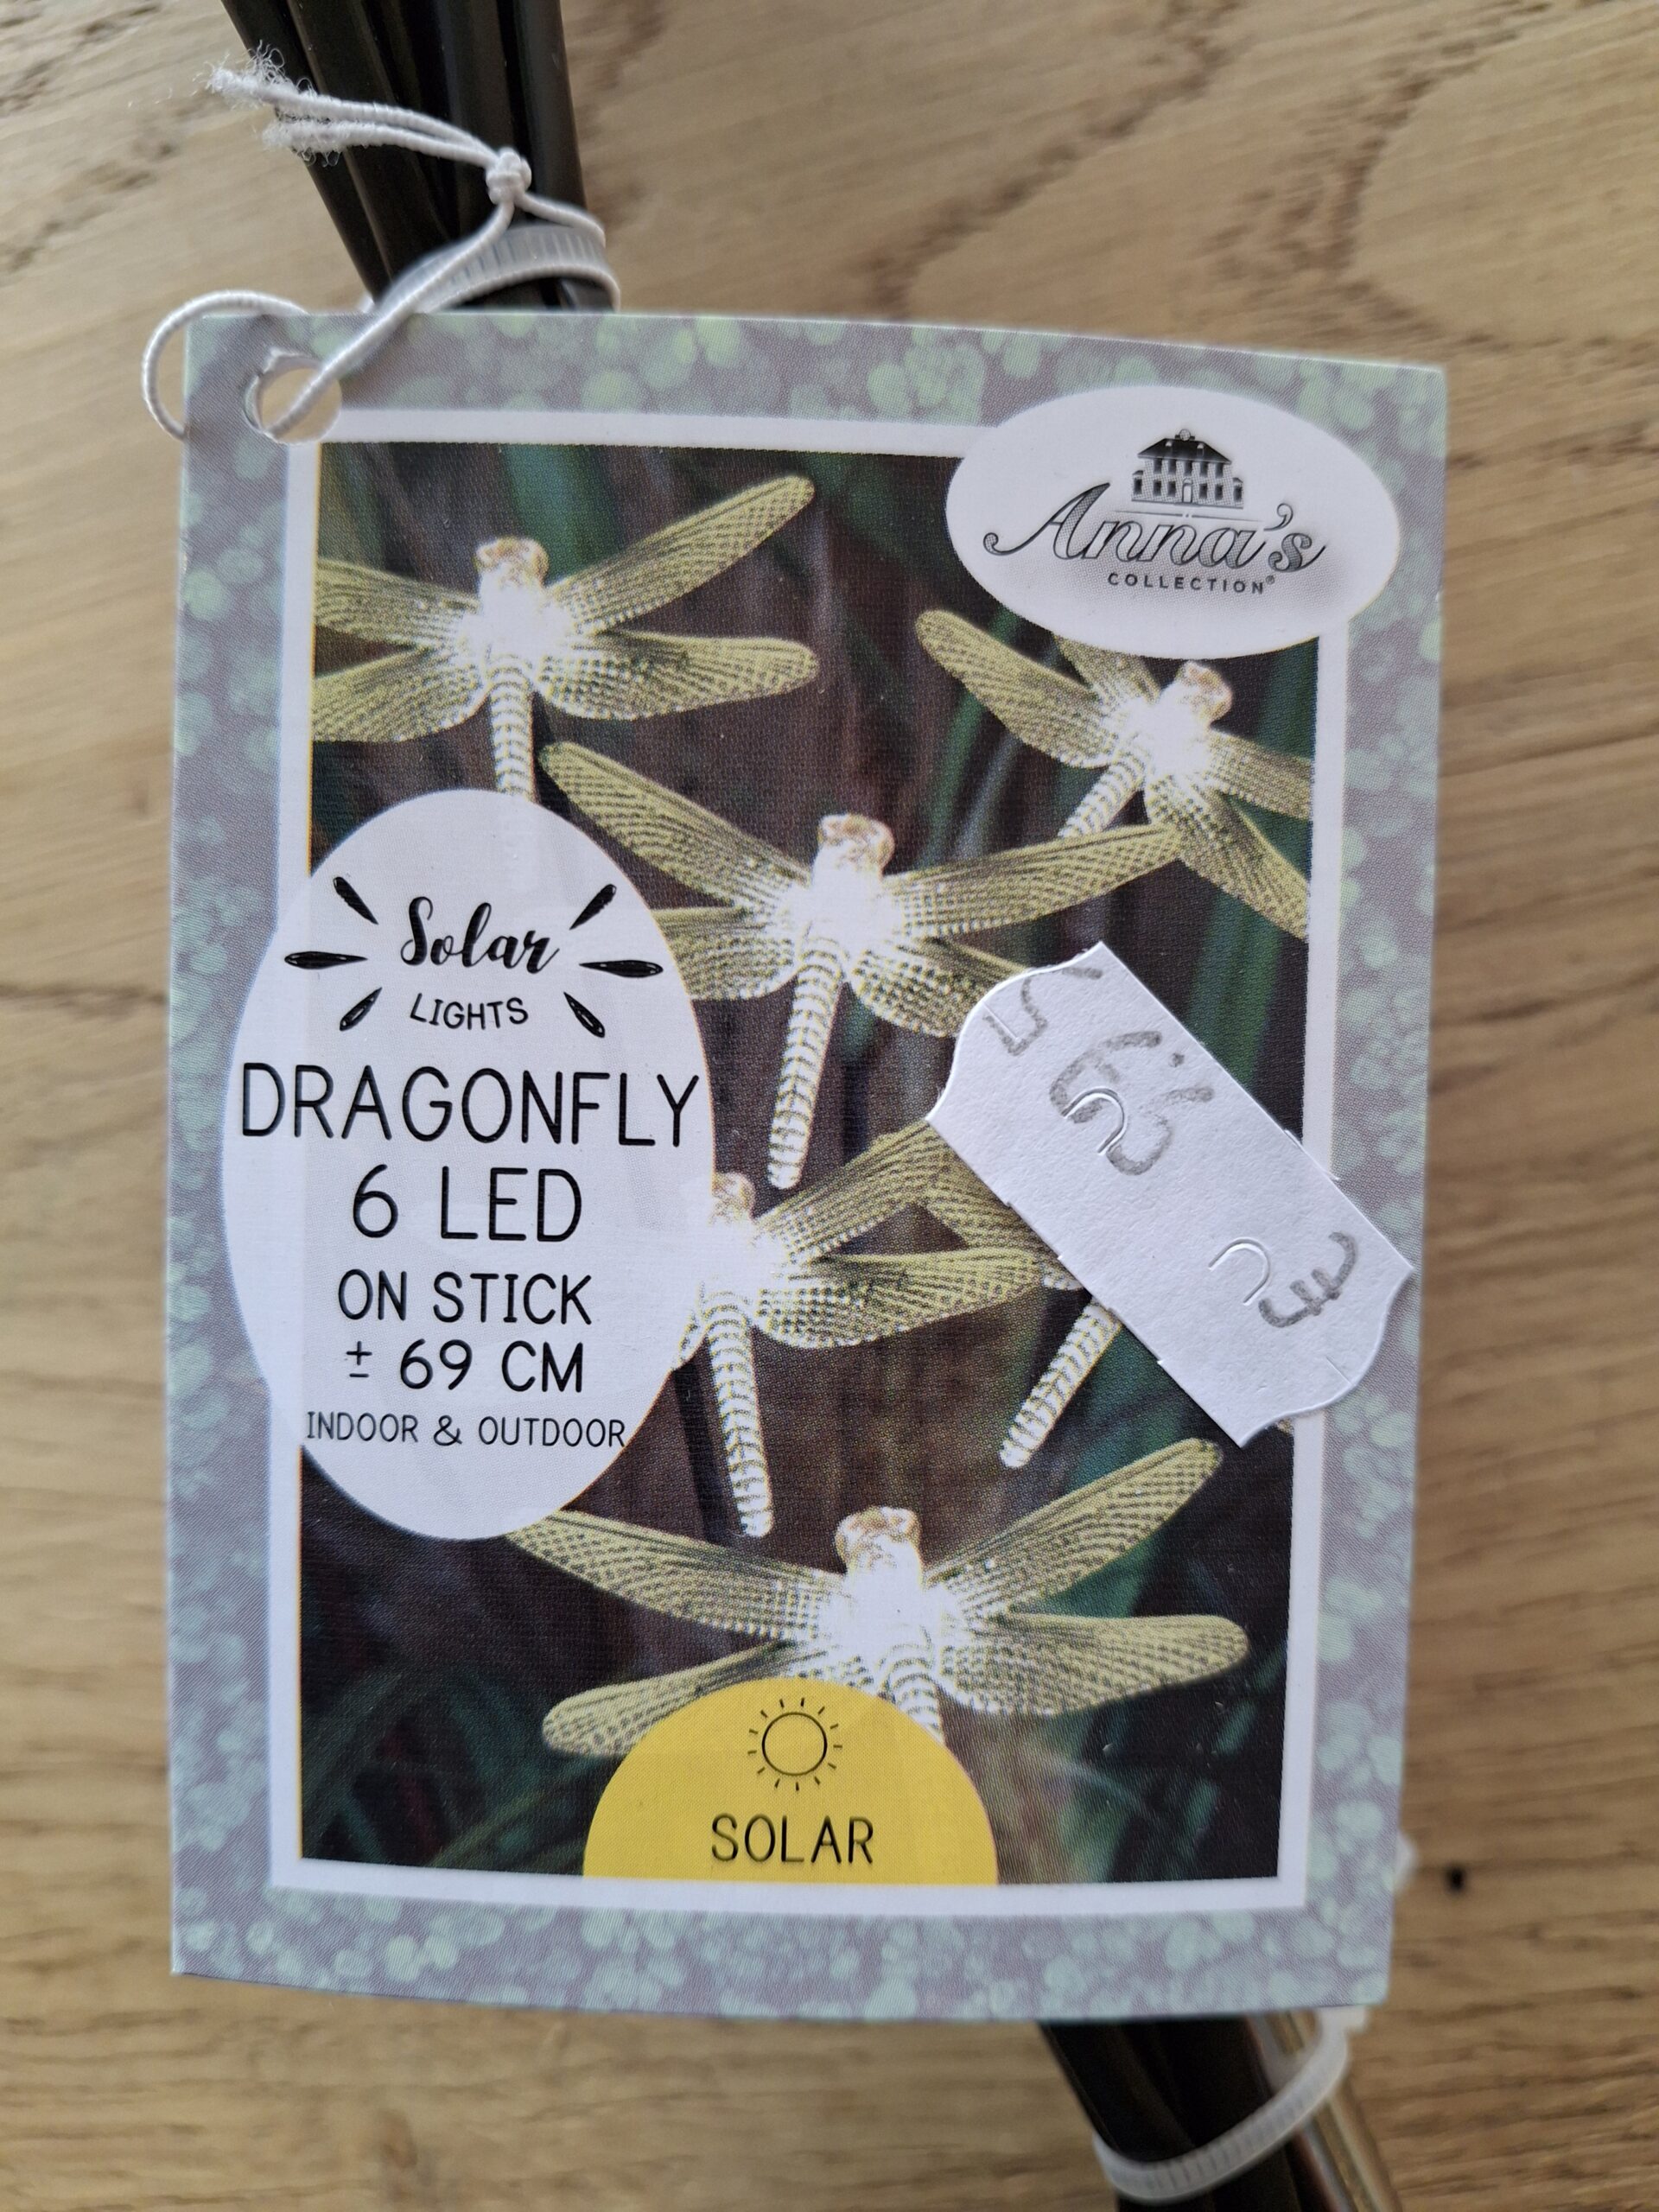 Anna's
COLLECTION®
Solar
LIGHTS
DRAGONFLY
6 LED
ON STICK
± 69 CM
INDOOR & OUTDOOR
SOLAR